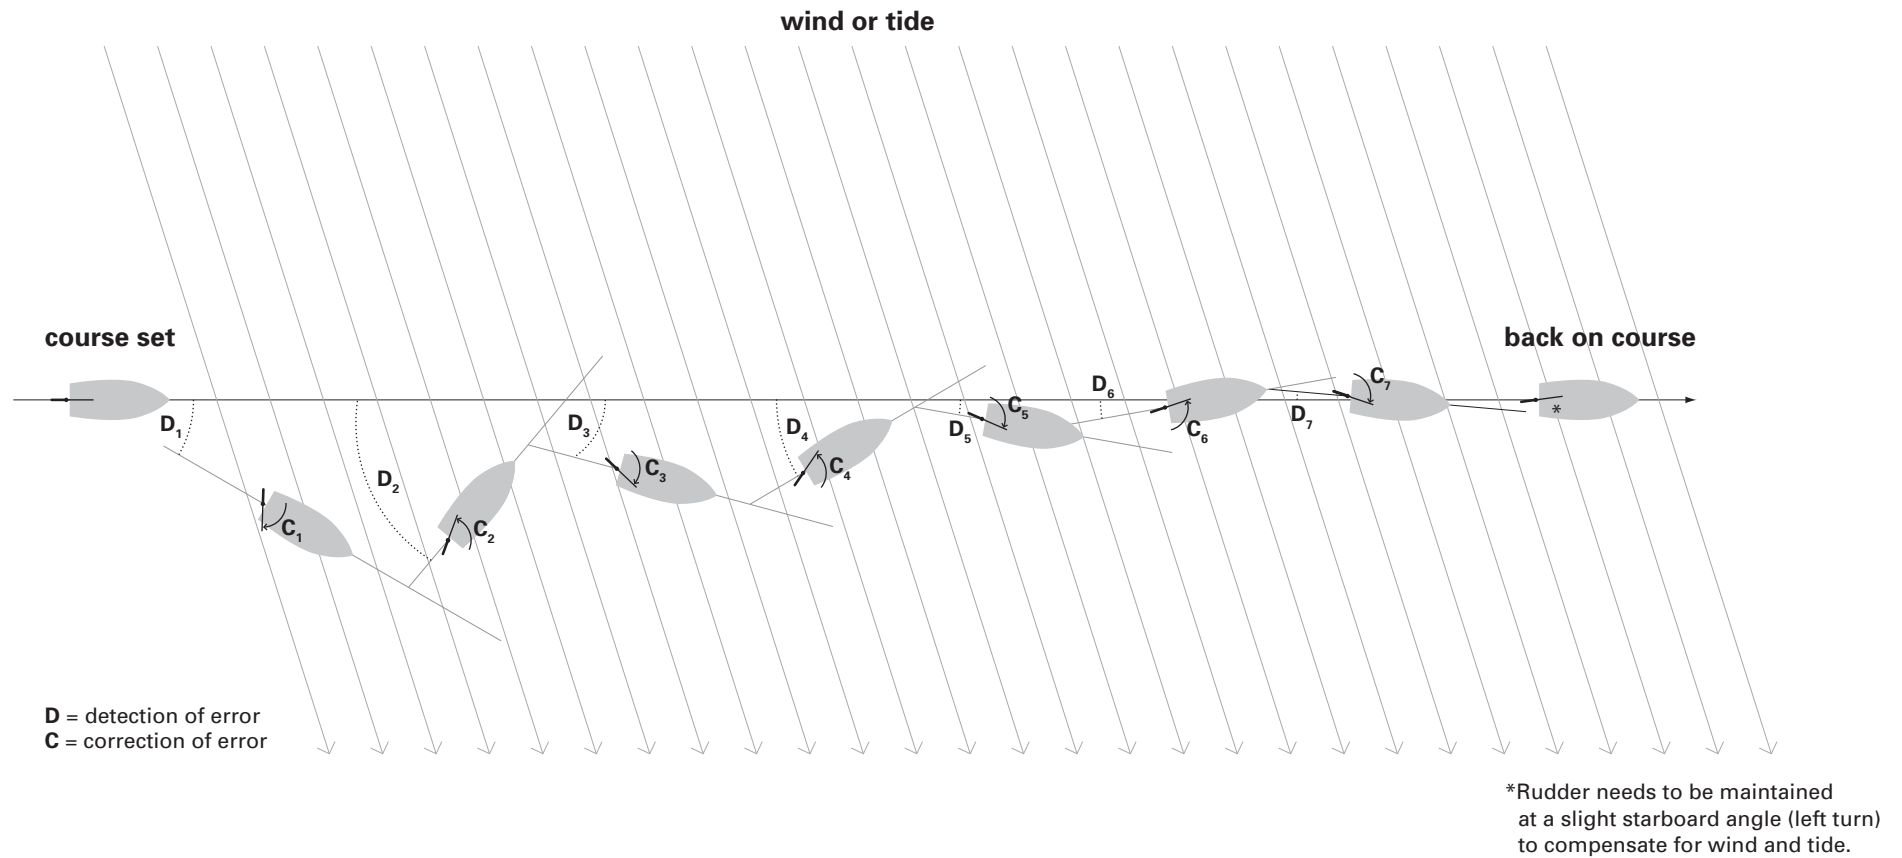 wind or tide
course set
back on course
D1
C1
D2
C2
D3
C3
D4
C4
D5
C5
D6
C6
D7
C7
*
D = detection of error
C = correction of error
*Rudder needs to be maintained
at a slight starboard angle (left turn)
to compensate for wind and tide.